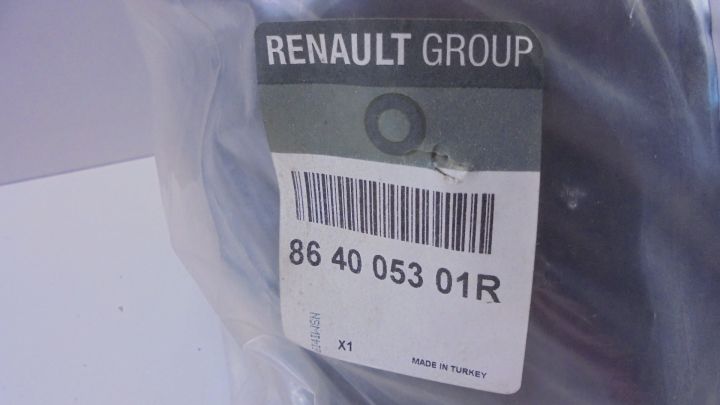 RENAULT GROUP
86 40 053 01R
X1
MADE IN TURKEY